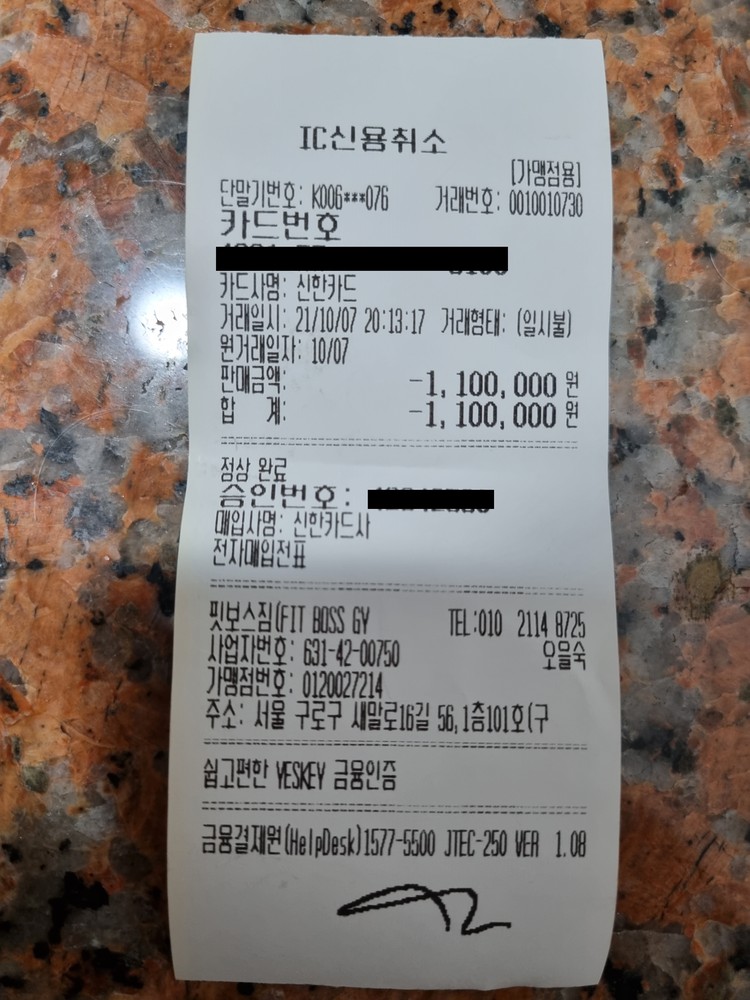 IC신용취소
[가맹점용]
단말기번호: K006***076 거래번호: 0010010730
카드번호
카드사명: 신한카드
거래일시: 21/10/07 20:13:17 거래형태: (일시불)
원거래일자: 10/07
판매금액: -1,100,000 원
합 계: -1,100,000 원
정상 완료
승인번호:
매입사명: 신한카드사
전자매입전표
핏보스짐(FIT BOSS GY TEL:010 2114 8725
사업자번호: 631-42-00750 오믈숙
가맹점번호: 0120027214
주소: 서울 구로구 새말로16길 56,1층101호(구
쉽고편한 YESKEY 금융인증
금융결제원(HelpDesk)1577-5500 JTEC-250 VER 1.08